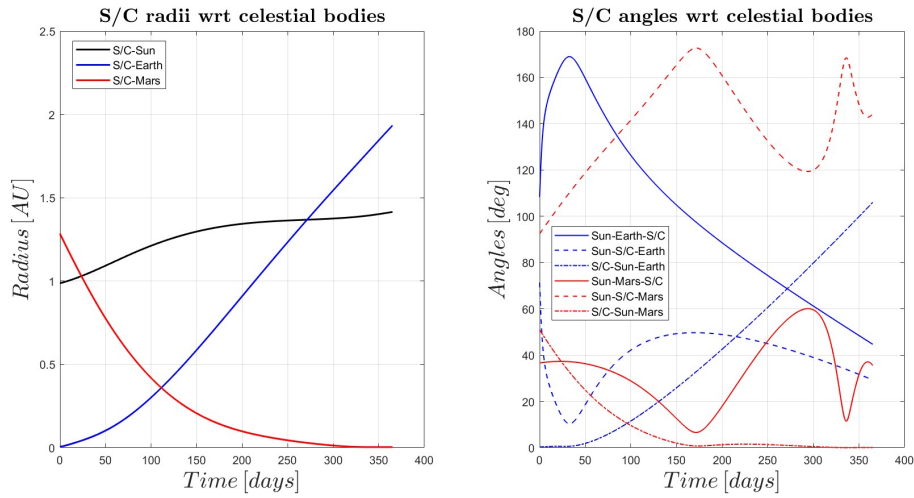 S/C radii wrt celestial bodies
2.5
2
1.5
1
0.5
0
Radius [AU]
S/C-Sun
S/C-Earth
S/C-Mars
0 50 100 150 200 250 300 350 400
Time [days]
S/C angles wrt celestial bodies
180
160
140
120
100
80
60
40
20
0
Angles [deg]
Sun-Earth-S/C
Sun-S/C-Earth
S/C-Sun-Earth
Sun-Mars-S/C
Sun-S/C-Mars
S/C-Sun-Mars
0 50 100 150 200 250 300 350 400
Time [days]